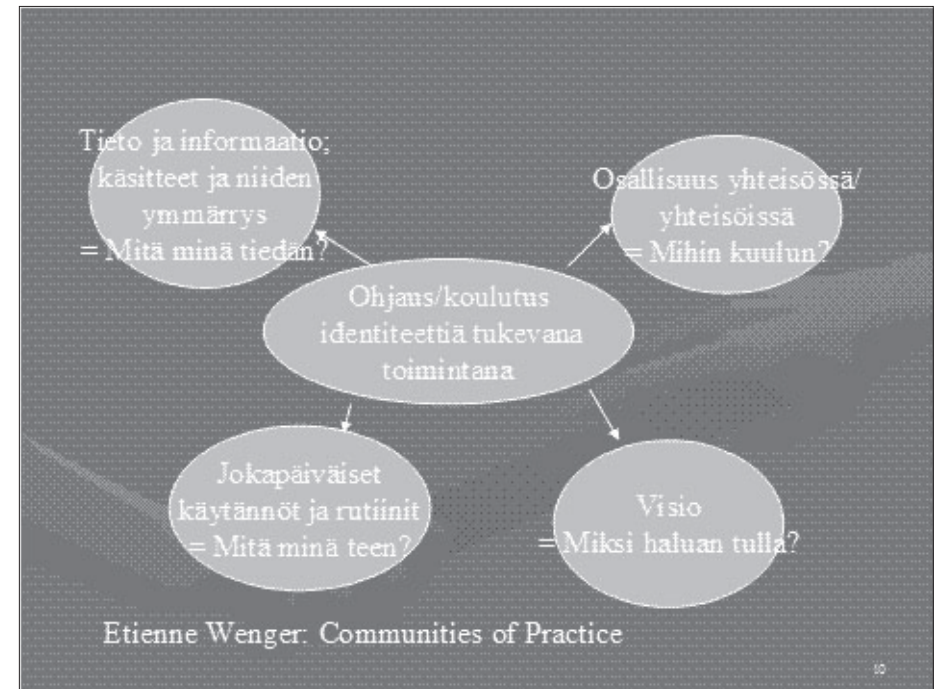 Tieto ja informaatio;
käsitteet ja niiden
ymmärrys
= Mitä minä tiedän?
Osallisuus yhteisössä/
yhteisöissä
= Mihin kuulun?
Ohjaus/koulutus
identiteettiä tukevana
toimintana
Jokapäiväiset
käytännöt ja rutiinit
= Mitä minä teen?
Visio
= Miksi haluan tulla?
Etienne Wenger: Communities of Practice
10